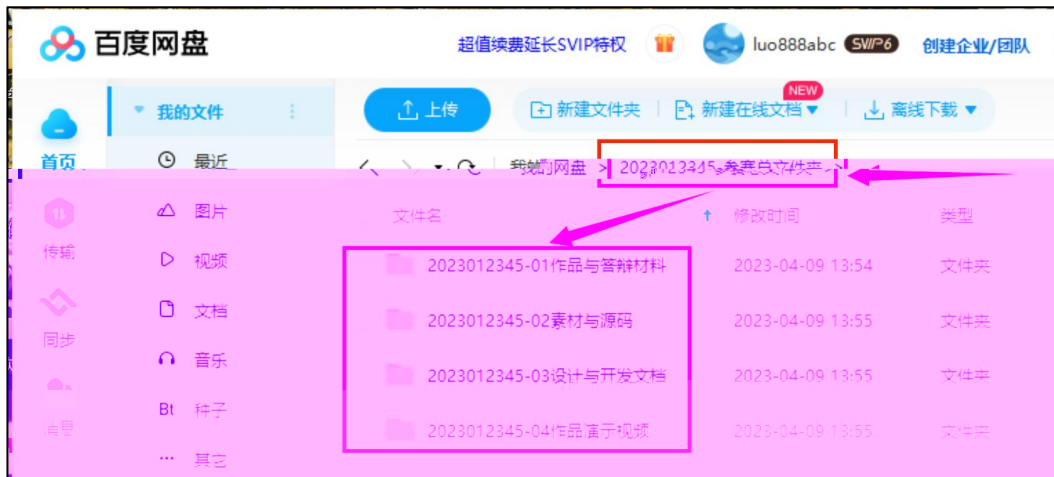 百度网盘
超值续费延长SVIP特权
luo888abc SVIP6 创建企业/团队
我的文件
上传
新建文件夹
新建在线文档
NEW
离线下载
首页
最近
我的网盘 > 2023012345-参赛总文件夹 >
传输
图片
视频
同步
文档
音乐
Bt 种子
其它
文件名 修改时间 类型
2023012345-01作品与答辩材料 2023-04-09 13:54 文件夹
2023012345-02素材与源码 2023-04-09 13:55 文件夹
2023012345-03设计与开发文档 2023-04-09 13:55 文件夹
2023012345-04作品演示视频 2023-04-09 13:55 文件夹